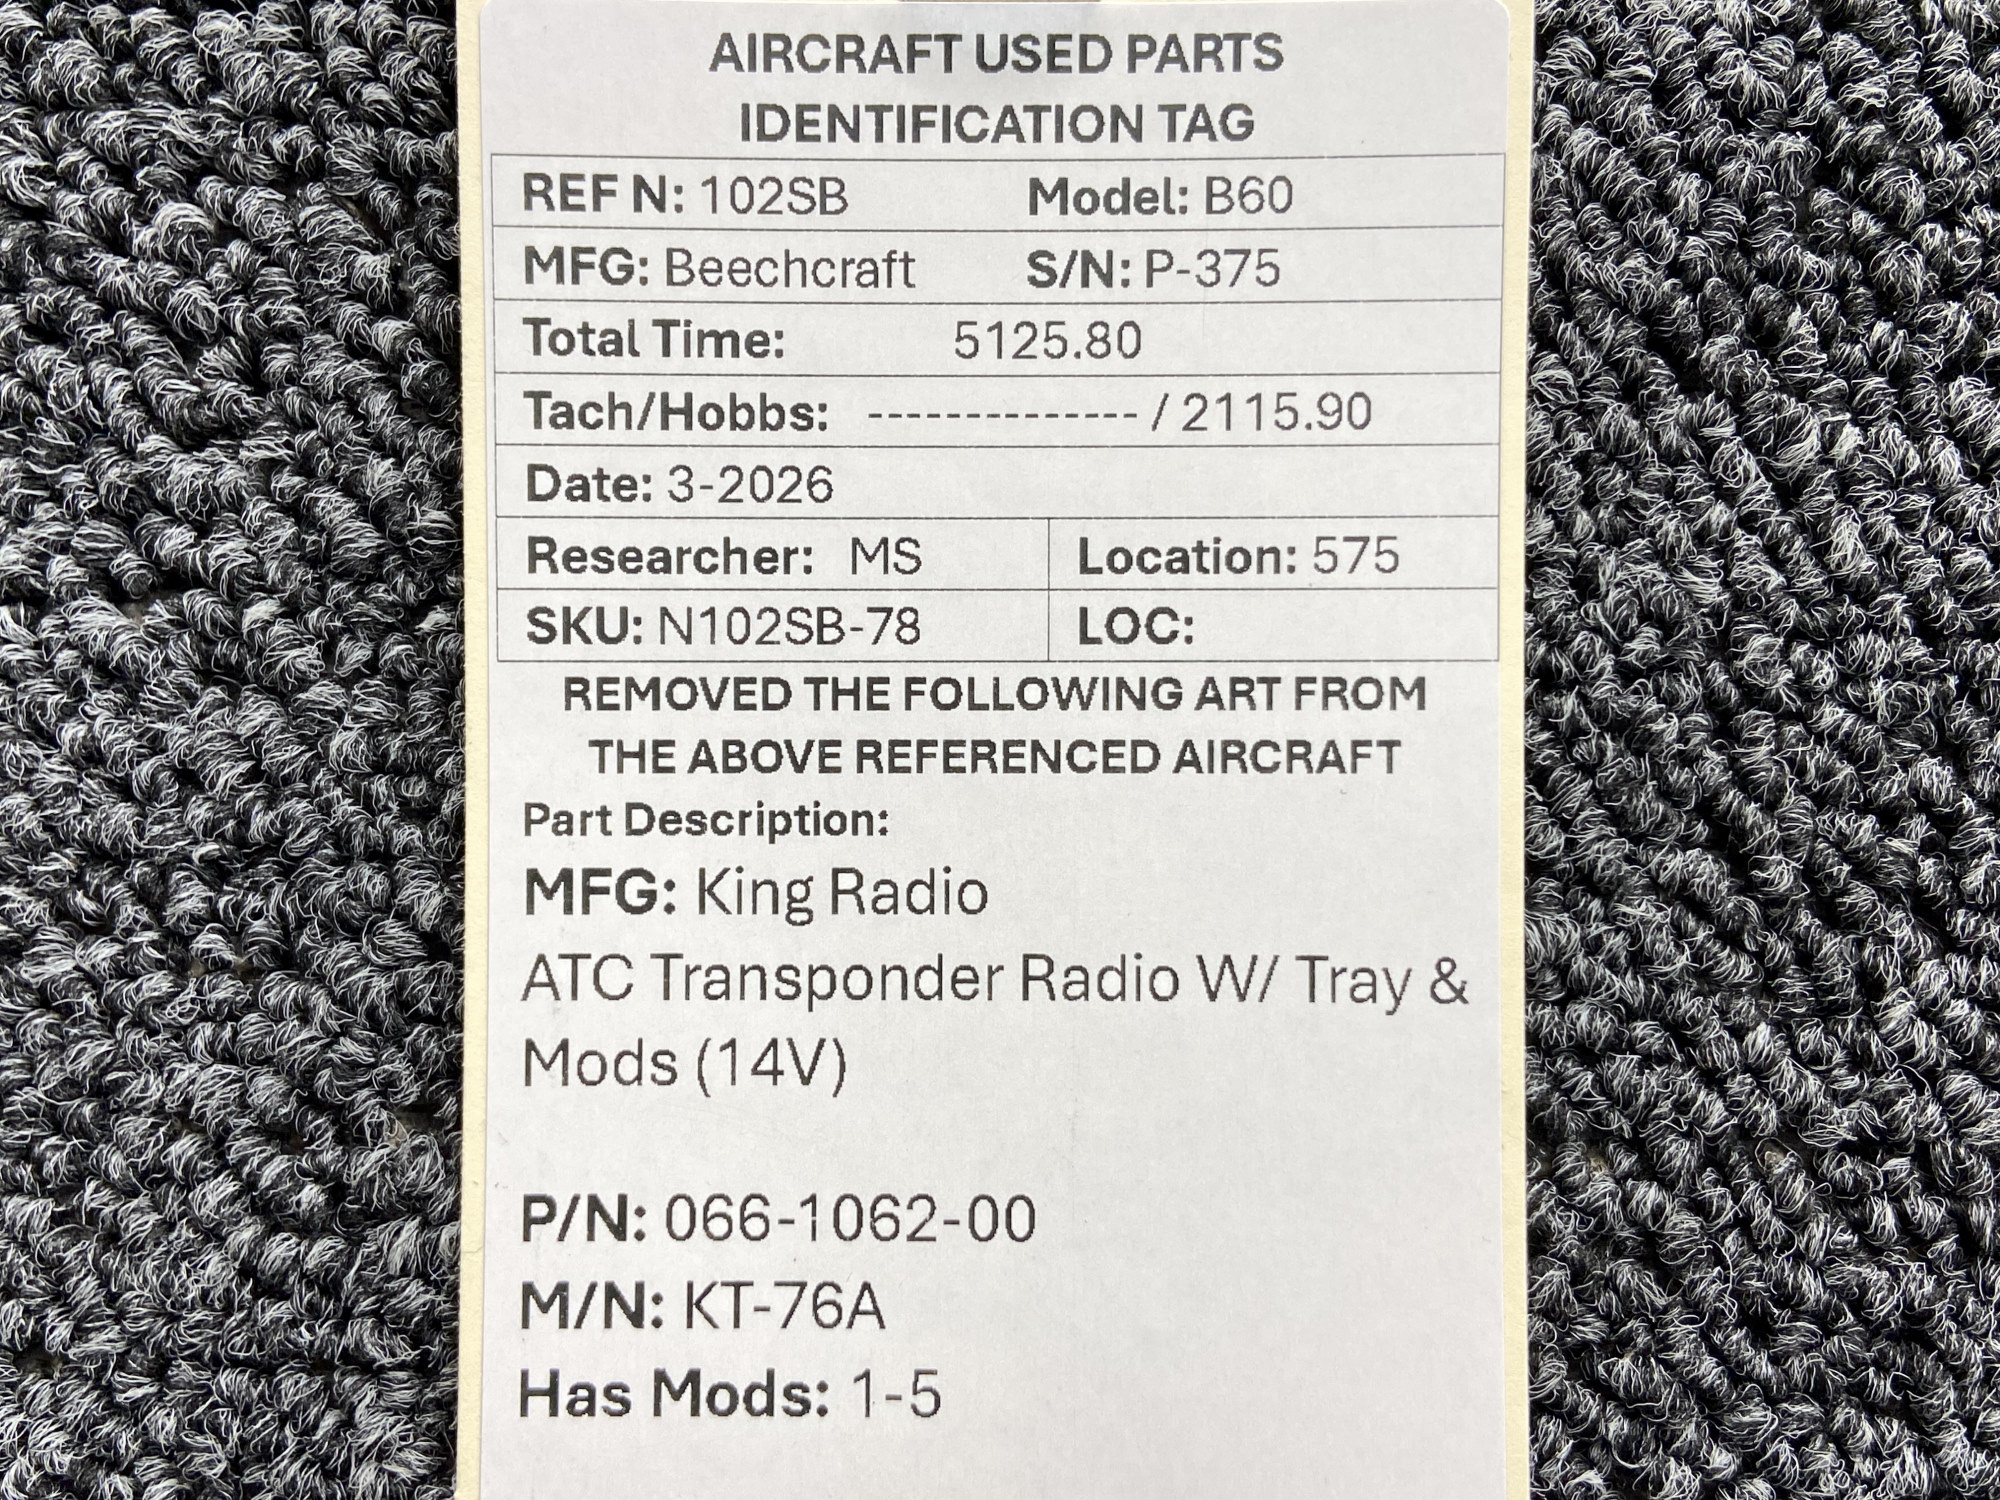 AIRCRAFT USED PARTS
IDENTIFICATION TAG
REF N: 102SB Model: B60
MFG: Beechcraft S/N: P-375
Total Time: 5125.80
Tach/Hobbs: -------------- / 2115.90
Date: 3-2026
Researcher: MS Location: 575
SKU: N102SB-78 LOC:
REMOVED THE FOLLOWING ART FROM
THE ABOVE REFERENCED AIRCRAFT
Part Description:
MFG: King Radio
ATC Transponder Radio W/ Tray &
Mods (14V)
P/N: 066-1062-00
M/N: KT-76A
Has Mods: 1-5